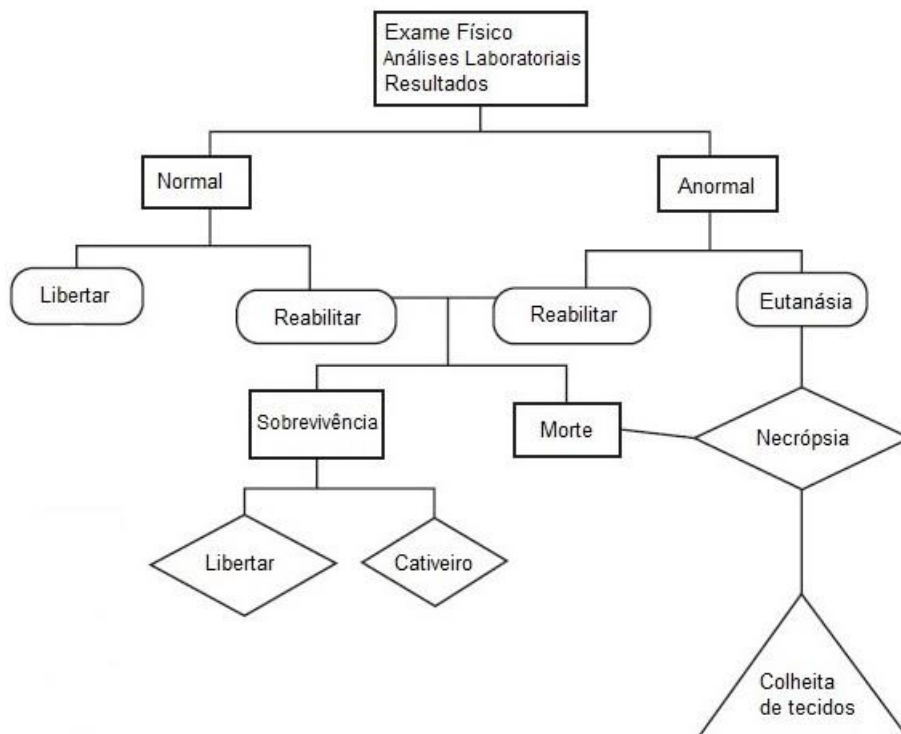 Exame Físico
Análises Laboratoriais
Resultados
Normal
Anormal
Libertar
Reabilitar
Reabilitar
Eutanásia
Sobrevivência
Morte
Necrópsia
Libertar
Cativeiro
Colheita
de tecidos